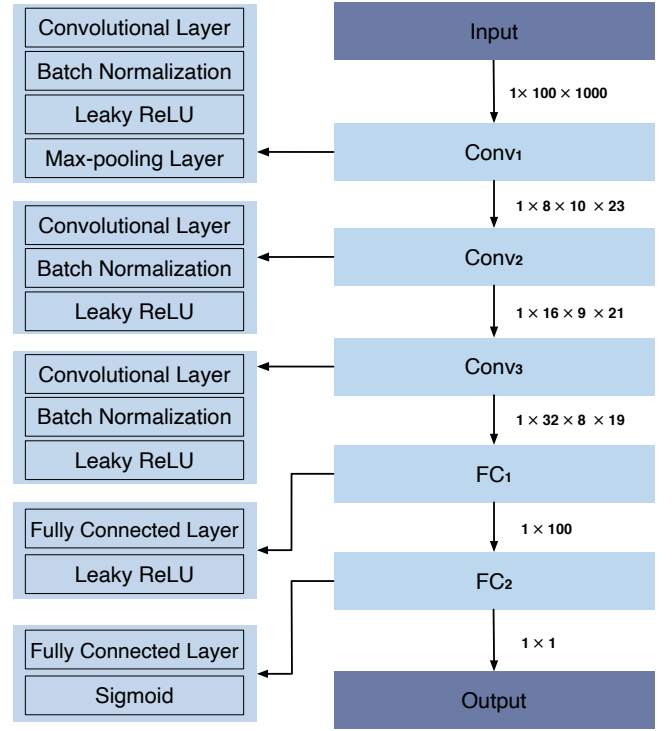 Convolutional Layer
Batch Normalization
Leaky ReLU
Max-pooling Layer
Convolutional Layer
Batch Normalization
Leaky ReLU
Convolutional Layer
Batch Normalization
Leaky ReLU
Fully Connected Layer
Leaky ReLU
Fully Connected Layer
Sigmoid
Input
1× 100 × 1000
Conv₁
1 × 8 × 10 × 23
Conv₂
1 × 16 × 9 × 21
Conv₃
1 × 32 × 8 × 19
FC₁
1 × 100
FC₂
1 × 1
Output